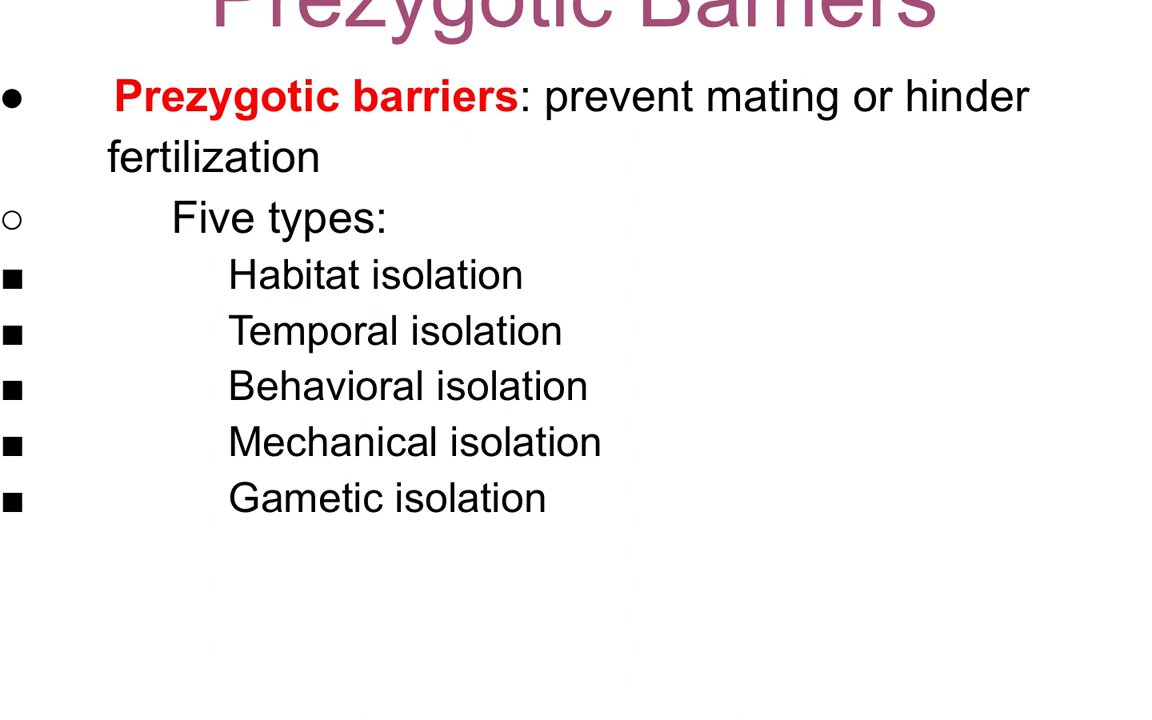 Prezygotic Barriers
● Prezygotic barriers: prevent mating or hinder
fertilization
○ Five types:
■ Habitat isolation
■ Temporal isolation
■ Behavioral isolation
■ Mechanical isolation
■ Gametic isolation